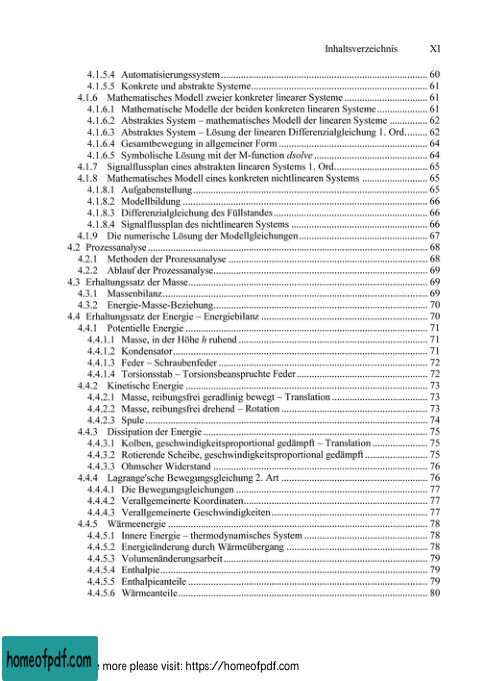 Inhaltsverzeichnis XI
4.1.5.4 Automatisierungssystem 60
4.1.5.5 Konkrete und abstrakte Systeme 61
4.1.6 Mathematisches Modell zweier konkreter linearer Systeme 61
4.1.6.1 Mathematische Modelle der beiden konkreten linearen Systeme 61
4.1.6.2 Abstraktes System – mathematisches Modell der linearen Systeme 62
4.1.6.3 Abstraktes System – Lösung der linearen Differenzialgleichung 1. Ord. 62
4.1.6.4 Gesamtbewegung in allgemeiner Form 64
4.1.6.5 Symbolische Lösung mit der M-function dsolve 64
4.1.7 Signalflussplan eines abstrakten linearen Systems 1. Ord. 65
4.1.8 Mathematisches Modell eines konkreten nichtlinearen Systems 65
4.1.8.1 Aufgabenstellung 65
4.1.8.2 Modellbildung 66
4.1.8.3 Differenzialgleichung des Füllstandes 66
4.1.8.4 Signalflussplan des nichtlinearen Systems 66
4.1.9 Die numerische Lösung der Modellgleichungen 67
4.2 Prozessanalyse 68
4.2.1 Methoden der Prozessanalyse 68
4.2.2 Ablauf der Prozessanalyse 69
4.3 Erhaltungssatz der Masse 69
4.3.1 Massenbilanz 69
4.3.2 Energie-Masse-Beziehung 70
4.4 Erhaltungssatz der Energie – Energiebilanz 70
4.4.1 Potentielle Energie 71
4.4.1.1 Masse, in der Höhe h ruhend 71
4.4.1.2 Kondensator 71
4.4.1.3 Feder – Schraubenfeder 72
4.4.1.4 Torsionsstab – Torsionsbeanspruchte Feder 72
4.4.2 Kinetische Energie 73
4.4.2.1 Masse, reibungsfrei geradlinig bewegt – Translation 73
4.4.2.2 Masse, reibungsfrei drehend – Rotation 73
4.4.2.3 Spule 74
4.4.3 Dissipation der Energie 75
4.4.3.1 Kolben, geschwindigkeitsproportional gedämpft – Translation 75
4.4.3.2 Rotierende Scheibe, geschwindigkeitsproportional gedämpft 75
4.4.3.3 Ohmscher Widerstand 76
4.4.4 Lagrange'sche Bewegungsgleichung 2. Art 76
4.4.4.1 Die Bewegungsgleichungen 77
4.4.4.2 Verallgemeinerte Koordinaten 77
4.4.4.3 Verallgemeinerte Geschwindigkeiten 77
4.4.5 Wärmeenergie 78
4.4.5.1 Innere Energie – thermodynamisches System 78
4.4.5.2 Energieänderung durch Wärmeübergang 78
4.4.5.3 Volumenänderungsarbeit 79
4.4.5.4 Enthalpie 79
4.4.5.5 Enthalpieanteile 79
4.4.5.6 Wärmeanteile 80
homeofpdf.com
more please visit: https://homeofpdf.com